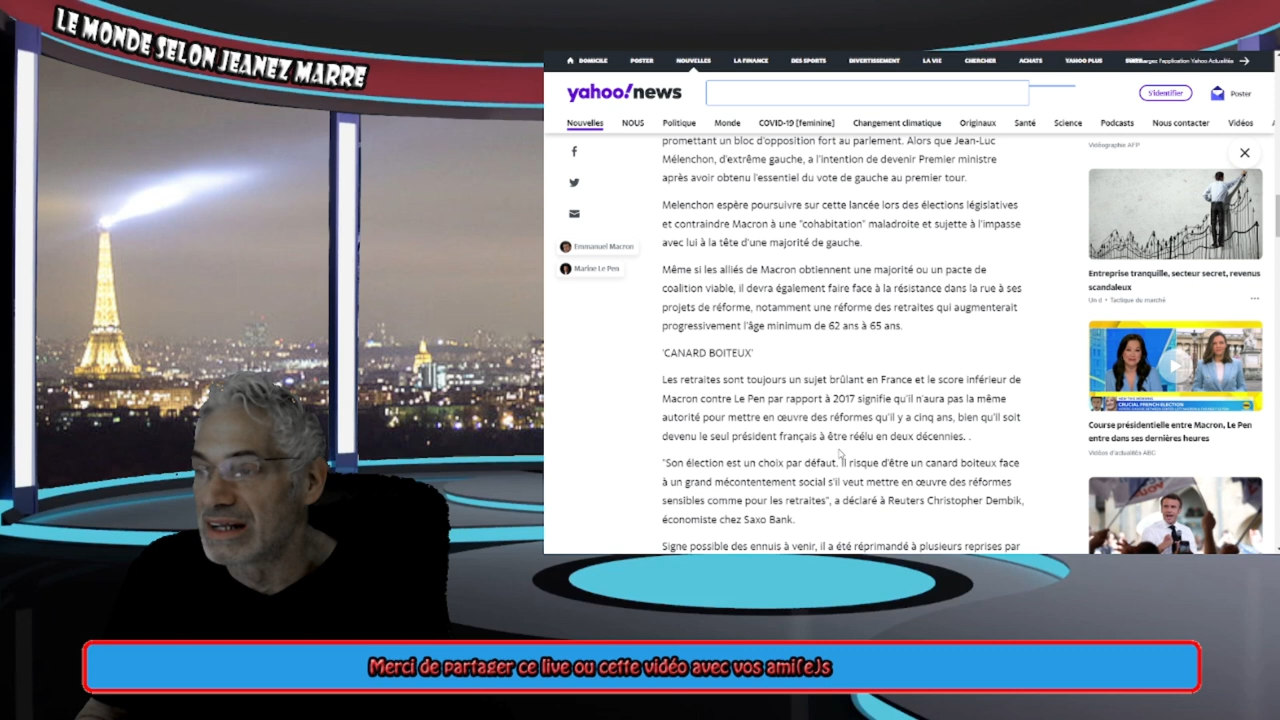 LE MONDE SELON JEANEZ MARRE
DOMICILE POSTER NOUVELLES LA FINANCE DES SPORTS DIVERTISSEMENT LA VIE CHERCHER ACHATS YAHOO PLUS l'application Yahoo Actualités
yahoo!news
S'identifier
Poster
Nouvelles NOUS Politique Monde COVID-19 [feminine] Changement climatique Originaux Santé Science Podcasts Nous contacter Vidéos
promettant un bloc d'opposition fort au parlement. Alors que Jean-Luc
Mélenchon, d'extrême gauche, a l'intention de devenir Premier ministre
après avoir obtenu l'essentiel du vote de gauche au premier tour.
Melenchon espère poursuivre sur cette lancée lors des élections législatives
et contraindre Macron à une "cohabitation" maladroite et sujette à l'impasse
avec lui à la tête d'une majorité de gauche.
Même si les alliés de Macron obtiennent une majorité ou un pacte de
coalition viable, il devra également faire face à la résistance dans la rue à ses
projets de réforme, notamment une réforme des retraites qui augmenterait
progressivement l'âge minimum de 62 ans à 65 ans.
'CANARD BOITEUX'
Les retraites sont toujours un sujet brûlant en France et le score inférieur de
Macron contre Le Pen par rapport à 2017 signifie qu'il n'aura pas la même
autorité pour mettre en œuvre des réformes qu'il y a cinq ans, bien qu'il soit
devenu le seul président français à être réélu en deux décennies. .
"Son élection est un choix par défaut. Il risque d'être un canard boiteux face
à un grand mécontentement social s'il veut mettre en œuvre des réformes
sensibles comme pour les retraites", a déclaré à Reuters Christopher Dembik,
économiste chez Saxo Bank.
Signe possible des ennuis à venir, il a été réprimandé à plusieurs reprises par
Emmanuel Macron
Marine Le Pen
Vidéographie AFP
Entreprise tranquille, secteur secret, revenus
scandaleux
Un d • Tactique du marché
CRUCIAL FRENCH ELECTION
Course présidentielle entre Macron, Le Pen
entre dans ses dernières heures
Vidéos d'actualités ABC
Merci de partager ce live ou cette vidéo avec vos ami(e)s